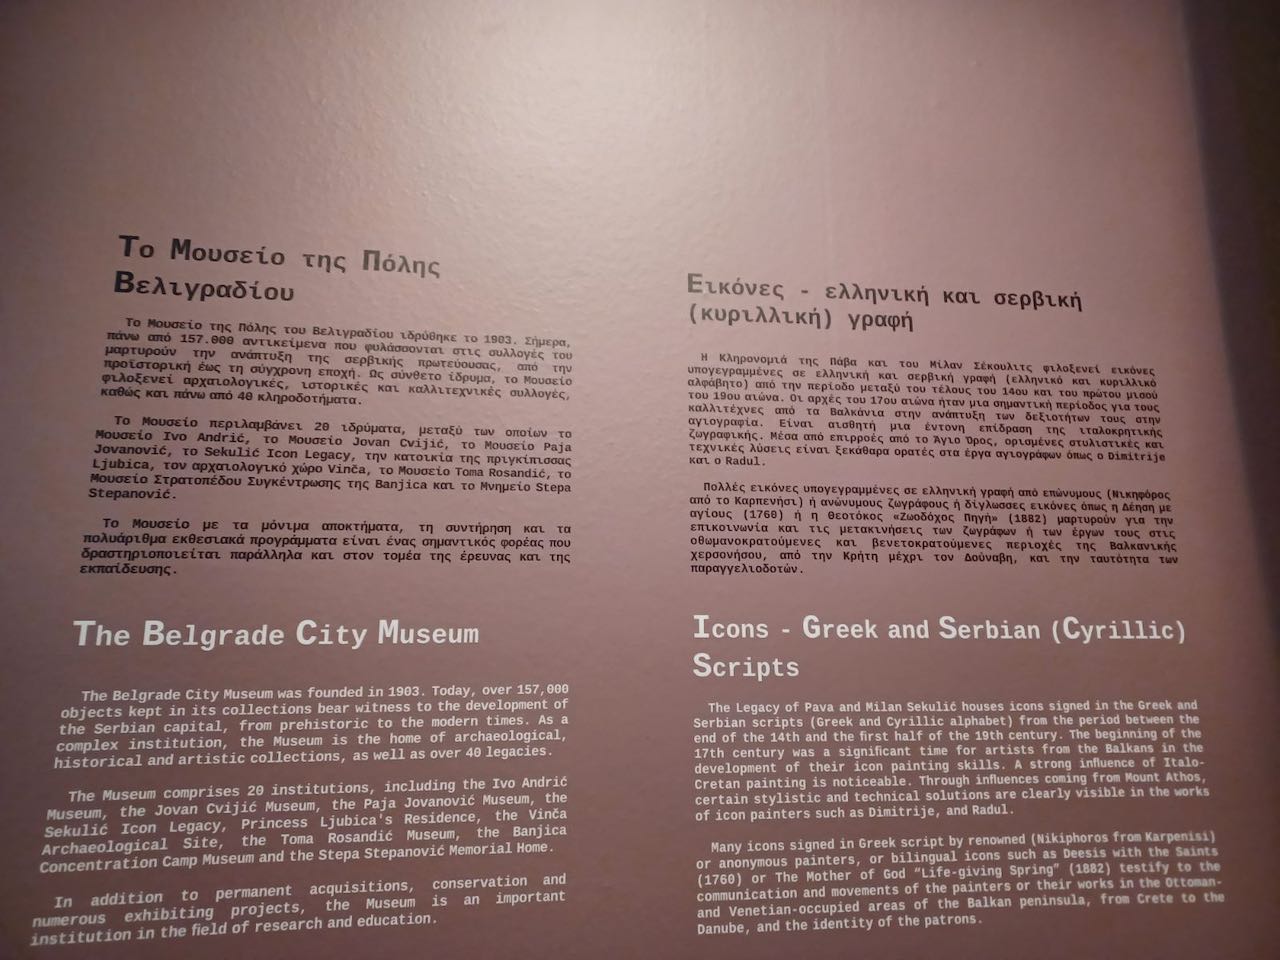 Το Μουσείο της Πόλης
Βελιγραδίου
Το Μουσείο της Πόλης του Βελιγραδίου ιδρύθηκε το 1903. Σήμερα,
πάνω από 157.000 αντικείμενα που φυλάσσονται στις συλλογές του
μαρτυρούν την ανάπτυξη της σερβικής πρωτεύουσας, από την
προϊστορική έως τη σύγχρονη εποχή. Ως σύνθετο ίδρυμα, το Μουσείο
φιλοξενεί αρχαιολογικές, ιστορικές και καλλιτεχνικές συλλογές,
καθώς και πάνω από 40 κληροδοτήματα.
Το Μουσείο περιλαμβάνει 20 ιδρύματα, μεταξύ των οποίων το
Μουσείο Ivo Andrić, το Μουσείο Jovan Cvijić, το Μουσείο Paja
Jovanović, το Sekulić Icon Legacy, την κατοικία της πριγκίπισσας
Ljubica, τον αρχαιολογικό χώρο Vinča, το Μουσείο Toma Rosandić, το
Μουσείο Στρατοπέδου Συγκέντρωσης της Banjica και το Μνημείο Stepa
Stepanović.
Το Μουσείο με τα μόνιμα αποκτήματα, τη συντήρηση και τα
πολυάριθμα εκθεσιακά προγράμματα είναι ένας σημαντικός φορέας που
δραστηριοποιείται παράλληλα και στον τομέα της έρευνας και της
εκπαίδευσης.
The Belgrade City Museum
The Belgrade City Museum was founded in 1903. Today, over 157,000
objects kept in its collections bear witness to the development of
the Serbian capital, from prehistoric to the modern times. As a
complex institution, the Museum is the home of archaeological,
historical and artistic collections, as well as over 40 legacies.
The Museum comprises 20 institutions, including the Ivo Andrić
Museum, the Jovan Cvijić Museum, the Paja Jovanović Museum, the
Sekulić Icon Legacy, Princess Ljubica's Residence, the Vinča
Archaeological Site, the Toma Rosandić Museum, the Banjica
Concentration Camp Museum and the Stepa Stepanović Memorial Home.
In addition to permanent acquisitions, conservation and
numerous exhibiting projects, the Museum is an important
institution in the field of research and education.
Εικόνες - ελληνική και σερβική
(κυριλλική) γραφή
Η Κληρονομιά της Πάβα και του Μίλαν Σέκουλιτς φιλοξενεί εικόνες
υπογεγραμμένες σε ελληνική και σερβική γραφή (ελληνικό και κυριλλικό
αλφάβητο) από την περίοδο μεταξύ του τέλους του 14ου και του πρώτου μισού
του 19ου αιώνα. Οι αρχές του 17ου αιώνα ήταν μια σημαντική περίοδος για τους
καλλιτέχνες από τα Βαλκάνια στην ανάπτυξη των δεξιοτήτων τους στην
αγιογραφία. Είναι αισθητή μια έντονη επίδραση της ιταλοκρητικής
ζωγραφικής. Μέσα από επιρροές από το Άγιο Όρος, ορισμένες στυλιστικές και
τεχνικές λύσεις είναι ξεκάθαρα ορατές στα έργα αγιογράφων όπως ο Dimitrije
και ο Radul.
Πολλές εικόνες υπογεγραμμένες σε ελληνική γραφή από επώνυμους (Νικηφόρος
από το Καρπενήσι) ή ανώνυμους ζωγράφους ή δίγλωσσες εικόνες όπως η Δέηση με
αγίους (1760) ή η Θεοτόκος «Ζωοδόχος Πηγή» (1882) μαρτυρούν για την
επικοινωνία και τις μετακινήσεις των ζωγράφων ή των έργων τους στις
οθωμανοκρατούμενες και βενετοκρατούμενες περιοχές της Βαλκανικής
χερσονήσου, από την Κρήτη μέχρι τον Δούναβη, και την ταυτότητα των
παραγγελιοδοτών.
Icons - Greek and Serbian (Cyrillic)
Scripts
The Legacy of Pava and Milan Sekulić houses icons signed in the Greek and
Serbian scripts (Greek and Cyrillic alphabet) from the period between the
end of the 14th and the first half of the 19th century. The beginning of the
17th century was a significant time for artists from the Balkans in the
development of their icon painting skills. A strong influence of Italo-
Cretan painting is noticeable. Through influences coming from Mount Athos,
certain stylistic and technical solutions are clearly visible in the works
of icon painters such as Dimitrije, and Radul.
Many icons signed in Greek script by renowned (Nikiphoros from Karpenisi)
or anonymous painters, or bilingual icons such as Deesis with the Saints
(1760) or The Mother of God “Life-giving Spring” (1882) testify to the
communication and movements of the painters or their works in the Ottoman-
and Venetian-occupied areas of the Balkan peninsula, from Crete to the
Danube, and the identity of the patrons.